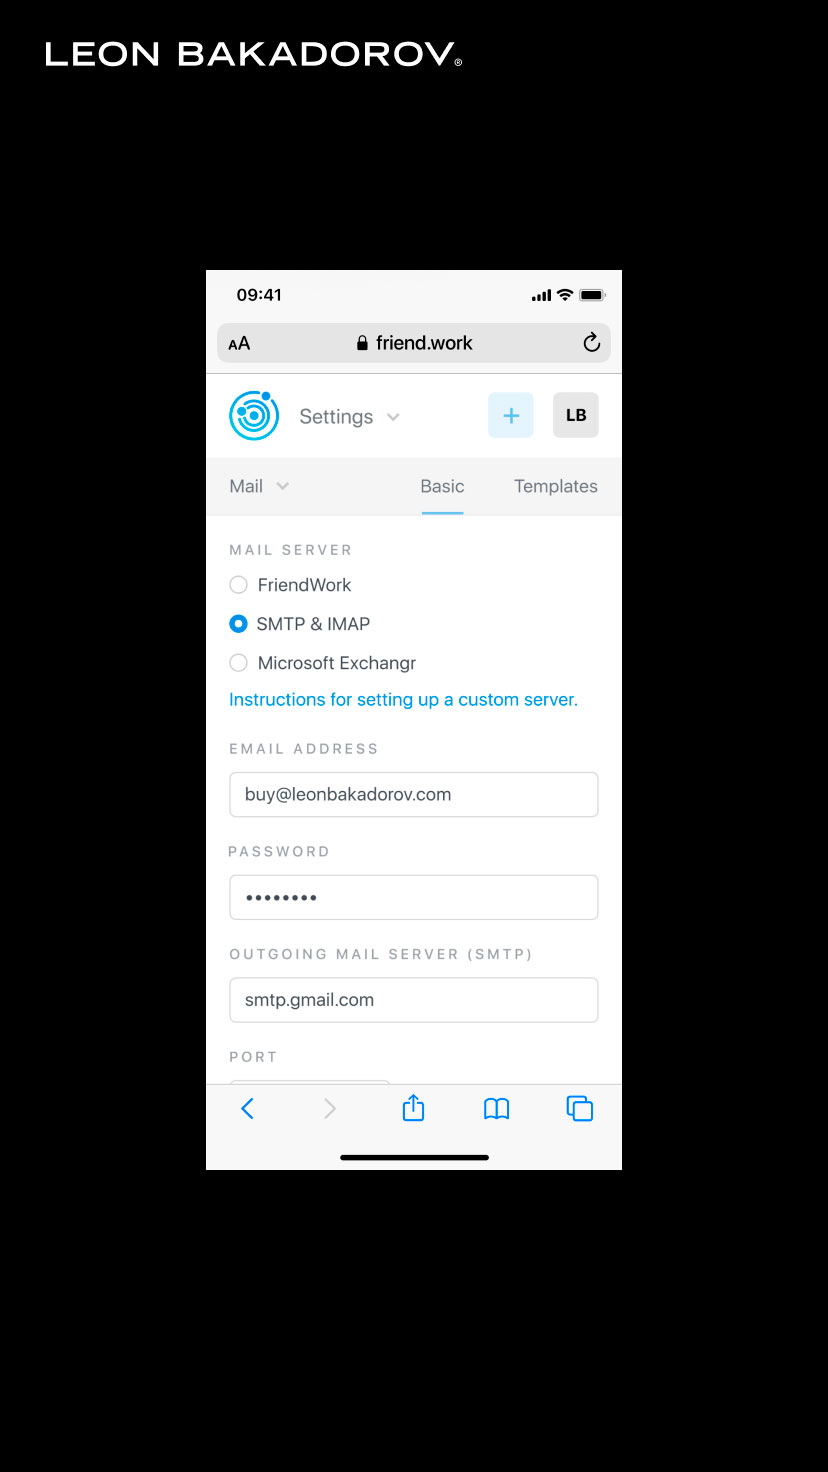 LEON BAKADOROV®
09:41
AA friend.work
Settings + LB
Mail Basic Templates
MAIL SERVER
FriendWork
SMTP & IMAP
Microsoft Exchangr
Instructions for setting up a custom server.
EMAIL ADDRESS
buy@leonbakadorov.com
PASSWORD
••••••••
OUTGOING MAIL SERVER (SMTP)
smtp.gmail.com
PORT